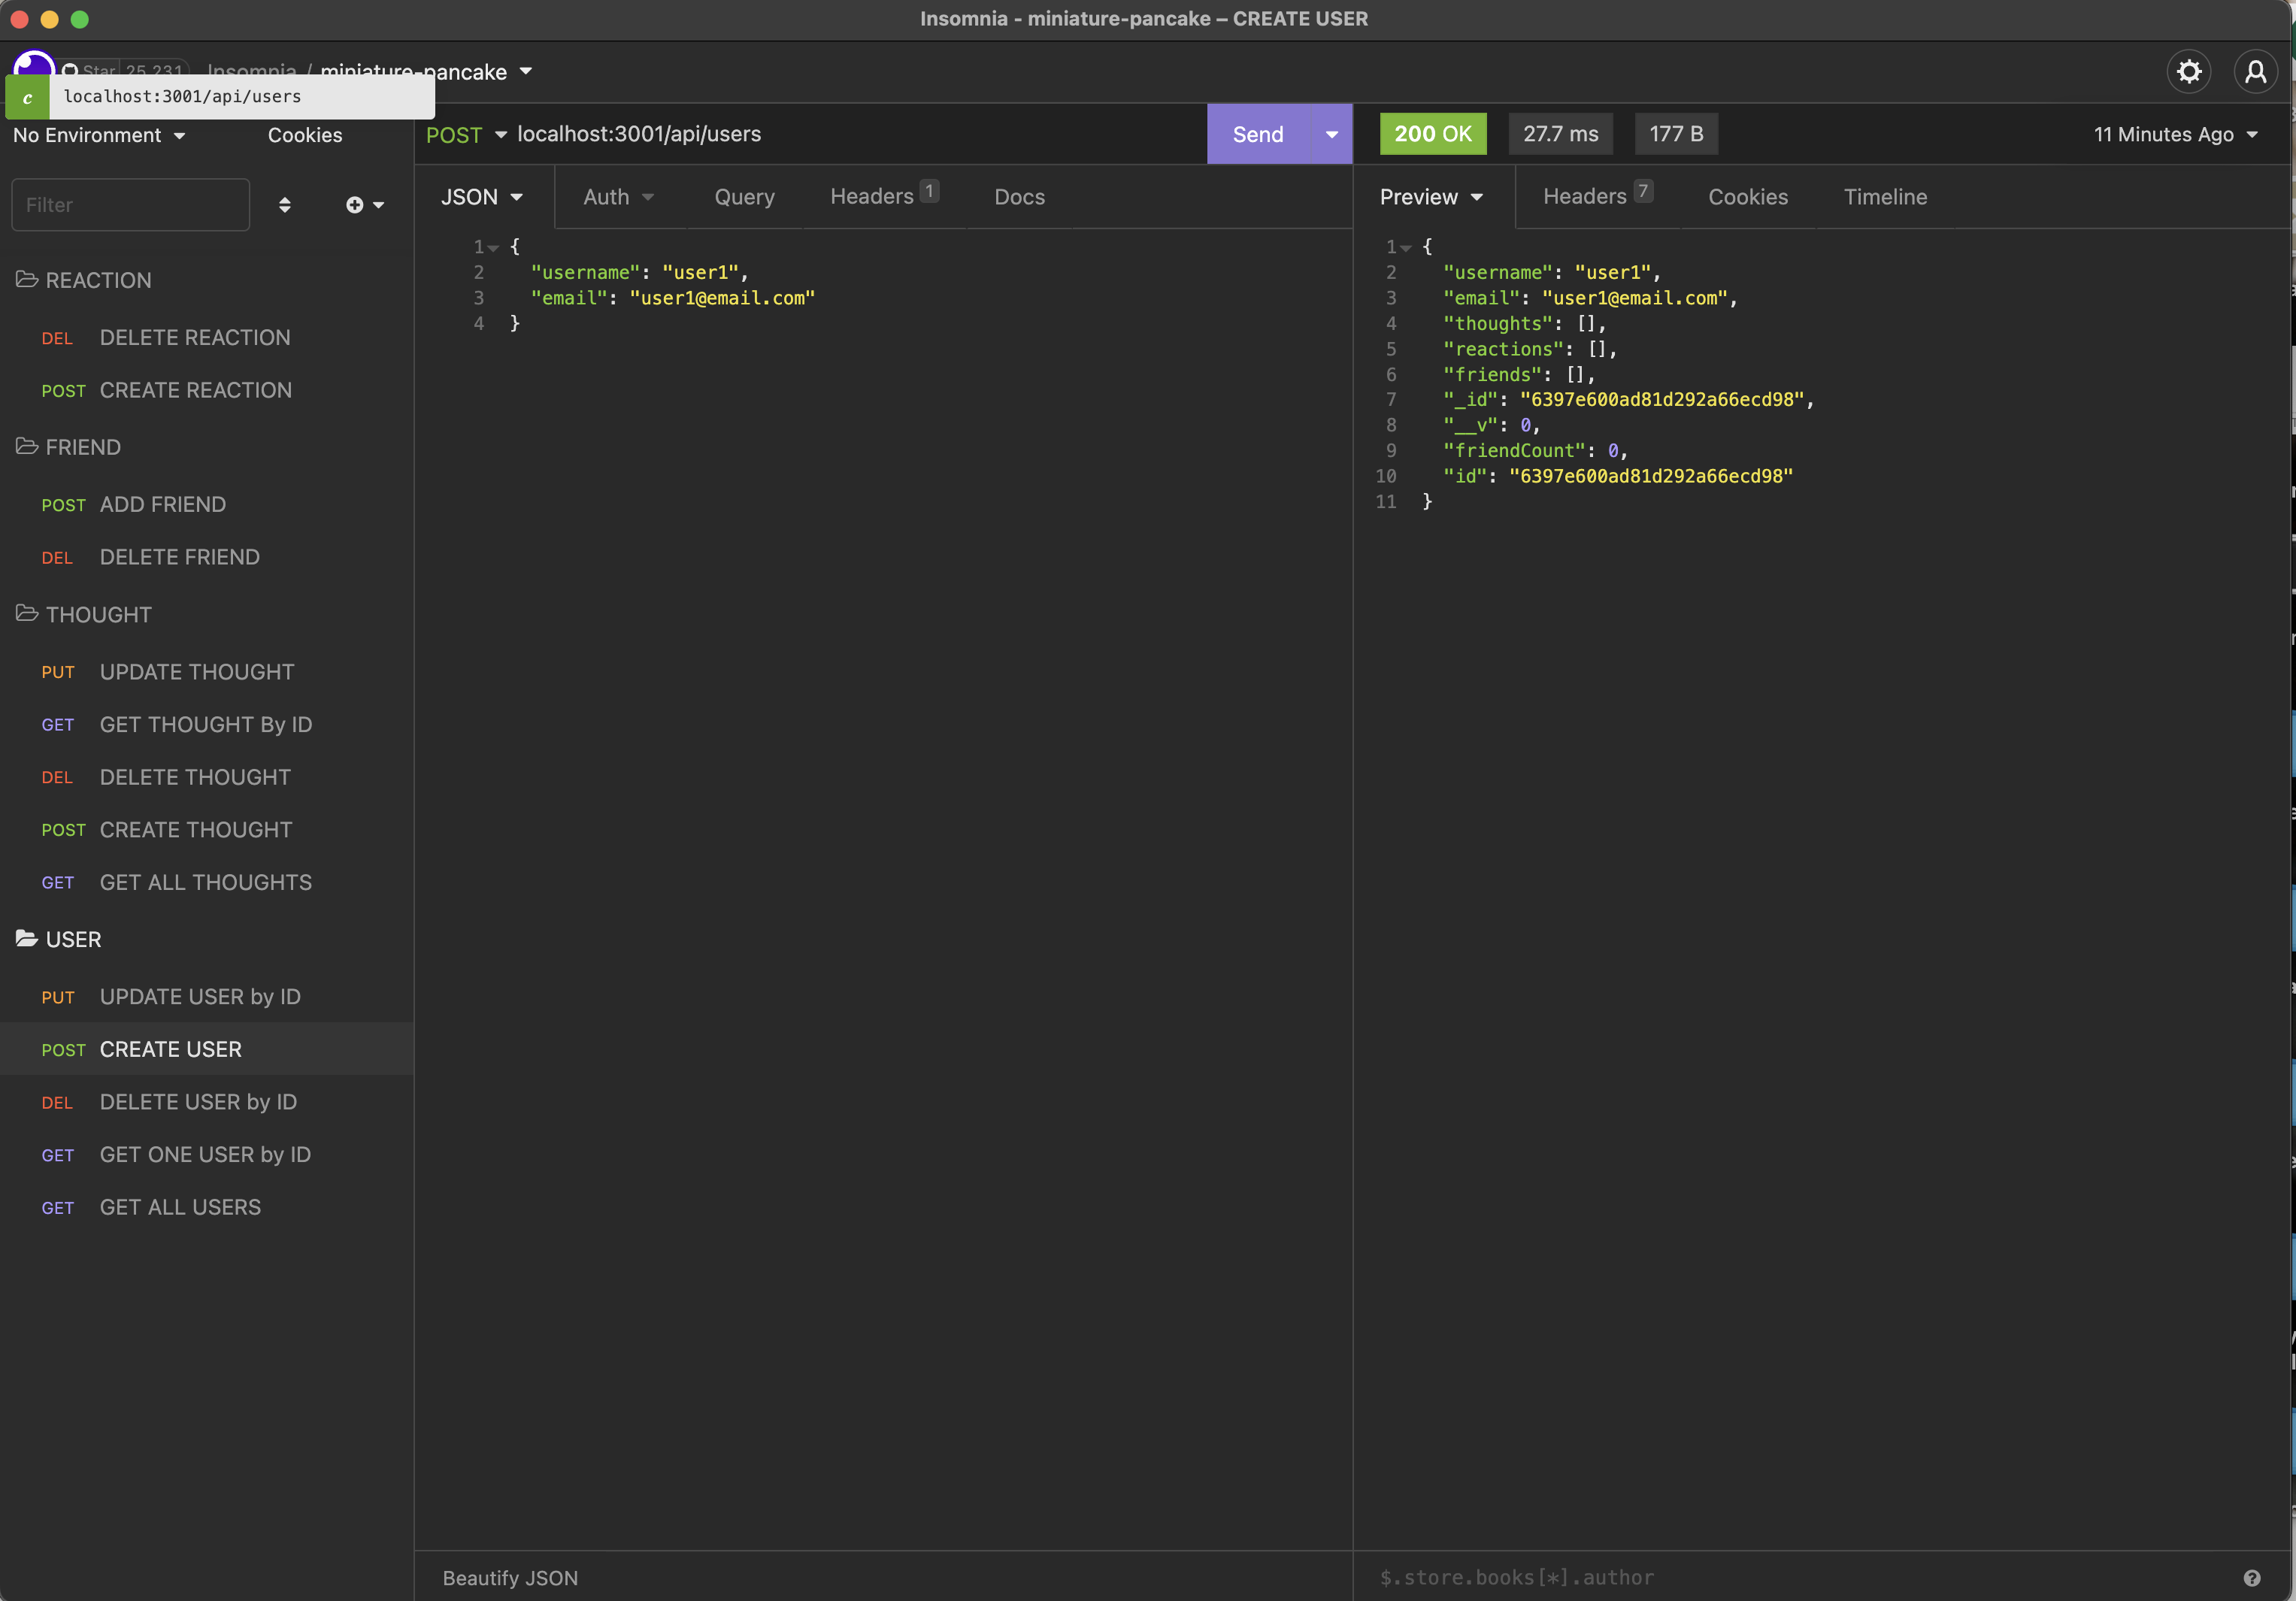 Insomnia - miniature-pancake – CREATE USER
Star 25,231
Insomnia / miniature-pancake
c localhost:3001/api/users
No Environment
Cookies
POST localhost:3001/api/users
Send
200 OK
27.7 ms
177 B
11 Minutes Ago
Filter
JSON
Auth
Query
Headers 1
Docs
Preview
Headers 7
Cookies
Timeline
REACTION
DEL DELETE REACTION
POST CREATE REACTION
FRIEND
POST ADD FRIEND
DEL DELETE FRIEND
THOUGHT
PUT UPDATE THOUGHT
GET GET THOUGHT By ID
DEL DELETE THOUGHT
POST CREATE THOUGHT
GET GET ALL THOUGHTS
USER
PUT UPDATE USER by ID
POST CREATE USER
DEL DELETE USER by ID
GET GET ONE USER by ID
GET GET ALL USERS
1 {
2 "username": "user1",
3 "email": "user1@email.com"
4 }
Beautify JSON
1 {
2 "username": "user1",
3 "email": "user1@email.com",
4 "thoughts": [],
5 "reactions": [],
6 "friends": [],
7 "_id": "6397e600ad81d292a66ecd98",
8 "__v": 0,
9 "friendCount": 0,
10 "id": "6397e600ad81d292a66ecd98"
11 }
$.store.books[*].author